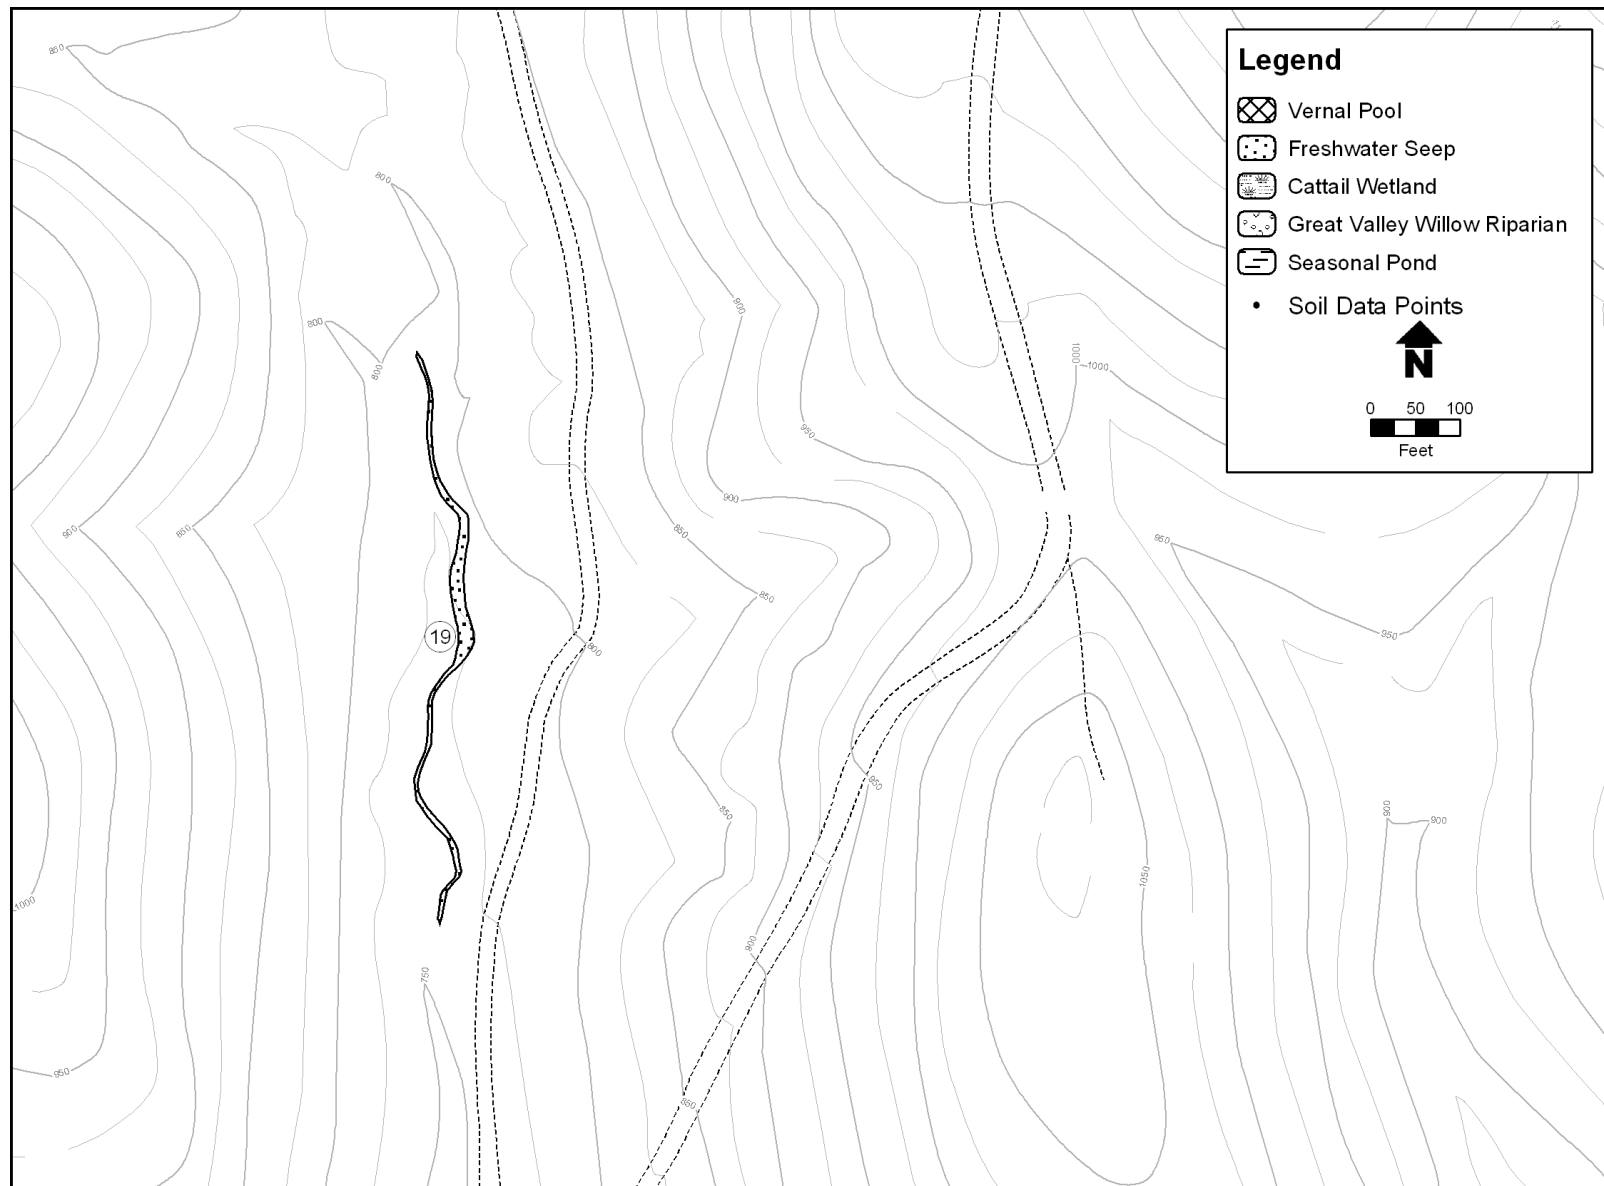 Legend
Vernal Pool
Freshwater Seep
Cattail Wetland
Great Valley Willow Riparian
Seasonal Pond
Soil Data Points
N
0 50 100
Feet
850
800
800
800
900
1000
1000
950
900
850
900
850
950
850
950
19
800
950
850
900
900
1050
1000
900
750
950
850